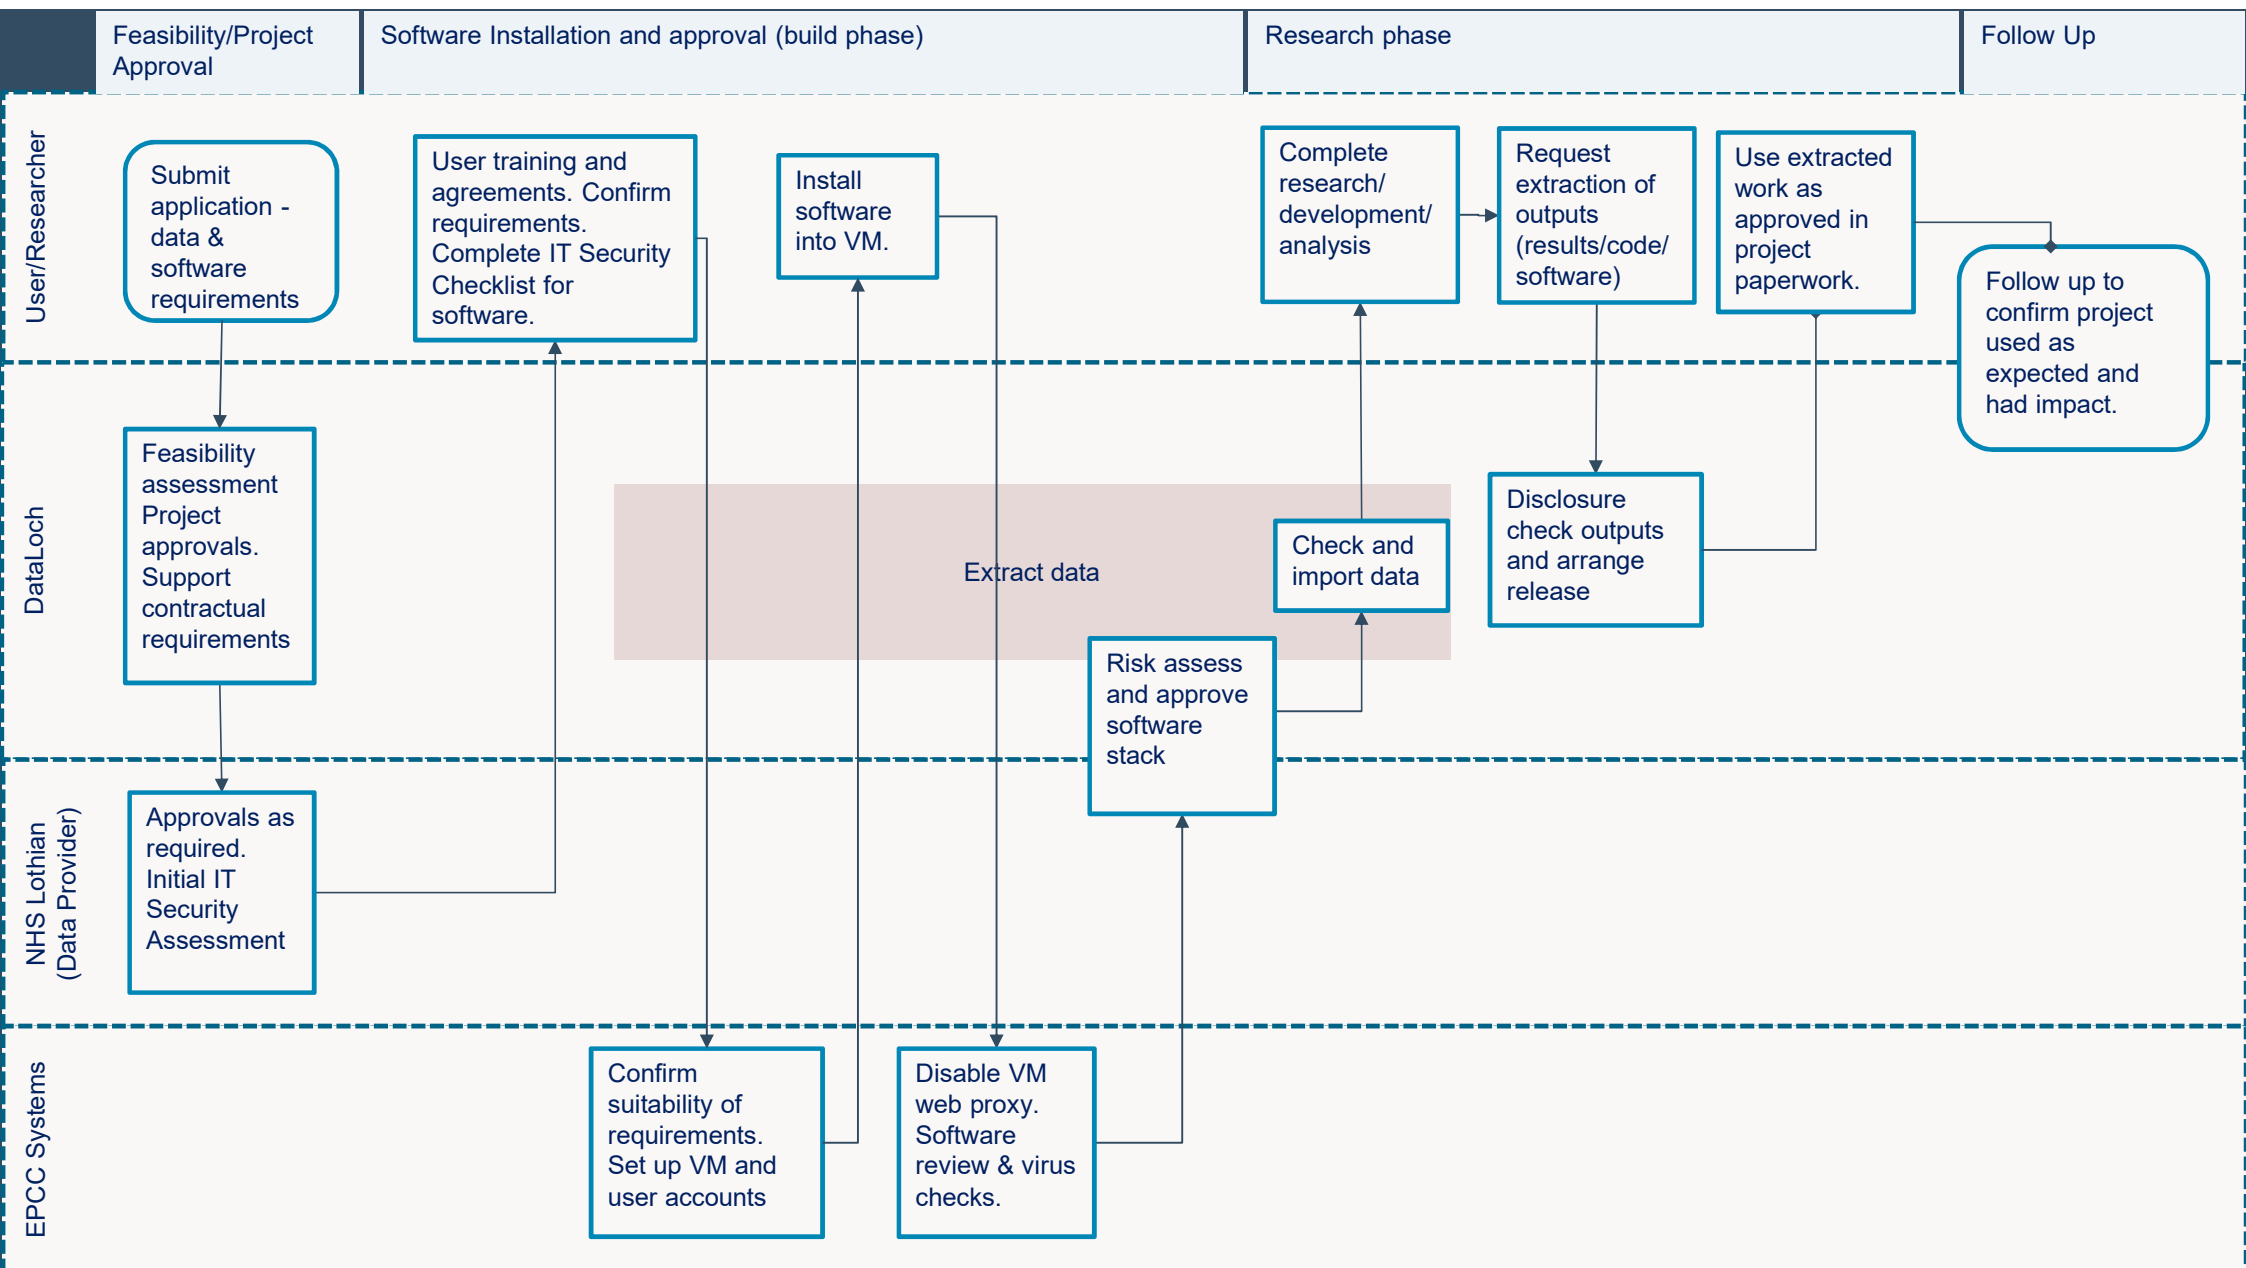 Feasibility/Project
Approval
Software Installation and approval (build phase)
Research phase
Follow Up
User/Researcher
Submit
application -
data &
software
requirements
User training and
agreements. Confirm
requirements.
Complete IT Security
Checklist for
software.
Install
software
into VM.
Complete
research/
development/
analysis
Request
extraction of
outputs
(results/code/
software)
Use extracted
work as
approved in
project
paperwork.
Follow up to
confirm project
used as
expected and
had impact.
DataLoch
Feasibility
assessment
Project
approvals.
Support
contractual
requirements
Extract data
Check and
import data
Disclosure
check outputs
and arrange
release
Risk assess
and approve
software
stack
NHS Lothian
(Data Provider)
Approvals as
required.
Initial IT
Security
Assessment
EPCC Systems
Confirm
suitability of
requirements.
Set up VM and
user accounts
Disable VM
web proxy.
Software
review & virus
checks.